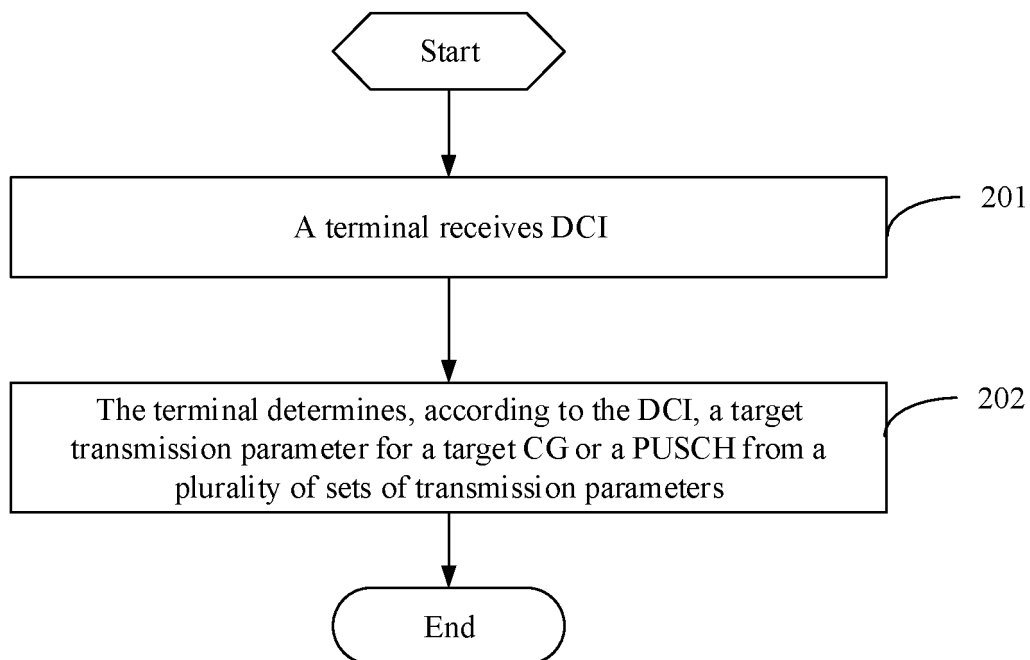 Start
A terminal receives DCI
201
The terminal determines, according to the DCI, a target
transmission parameter for a target CG or a PUSCH from a
plurality of sets of transmission parameters
202
End